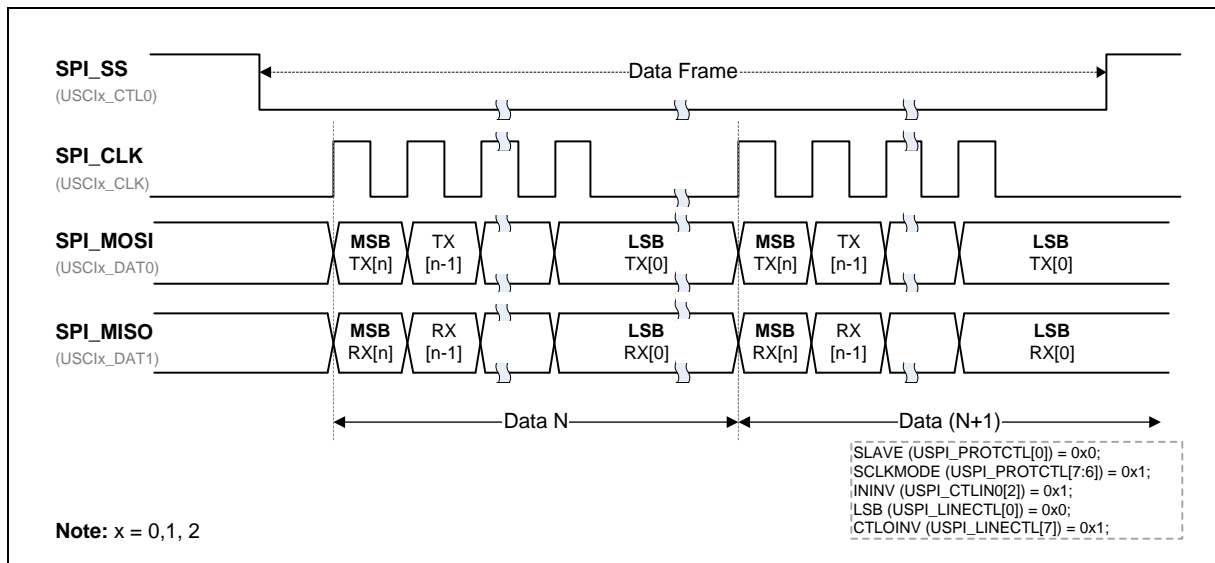 SPI_SS
(USCIx_CTL0)
Data Frame
SPI_CLK
(USCIx_CLK)
SPI_MOSI
(USCIx_DAT0)
MSB
TX[n]
TX
[n-1]
LSB
TX[0]
MSB
TX[n]
TX
[n-1]
LSB
TX[0]
SPI_MISO
(USCIx_DAT1)
MSB
RX[n]
RX
[n-1]
LSB
RX[0]
MSB
RX[n]
RX
[n-1]
LSB
RX[0]
Data N
Data (N+1)
SLAVE (USPI_PROTCTL[0]) = 0x0;
SCLKMODE (USPI_PROTCTL[7:6]) = 0x1;
ININV (USPI_CTLIN0[2]) = 0x1;
LSB (USPI_LINECTL[0]) = 0x0;
CTLOINV (USPI_LINECTL[7]) = 0x1;
Note: x = 0,1, 2